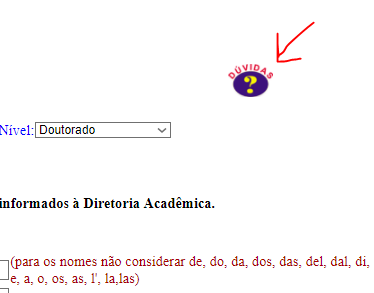 DÚVIDAS
?
Nível: Doutorado
informados à Diretoria Acadêmica.
(para os nomes não considerar de, do, da, dos, das, del, dal, di,
e, a, o, os, as, l', la,las)